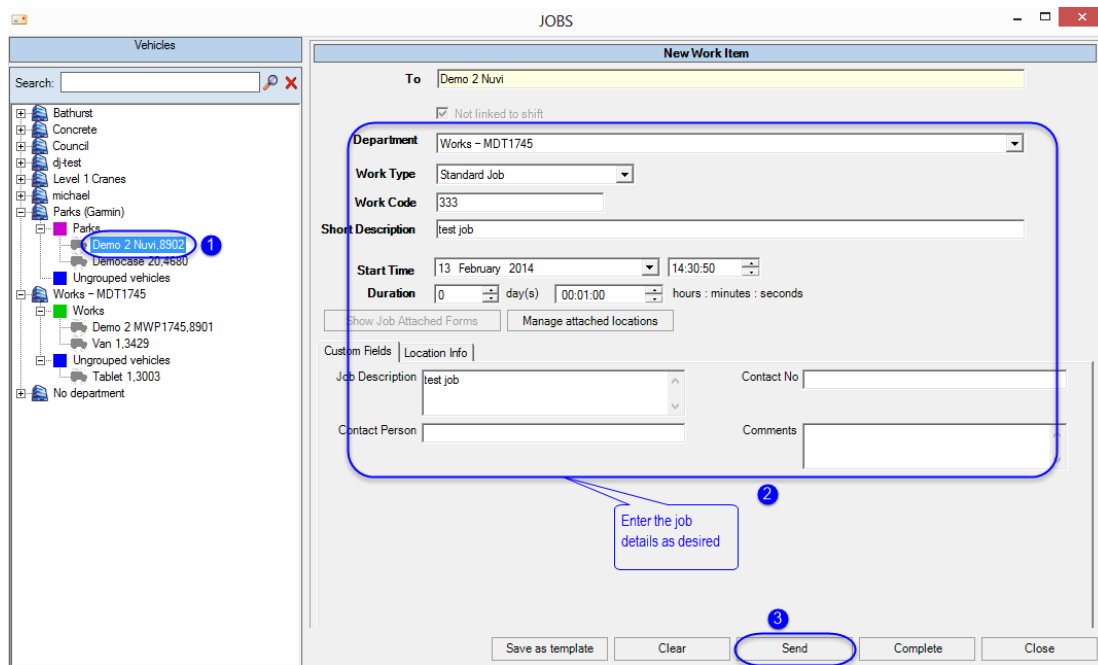 JOBS
Vehicles
Search:
Bathurst
Concrete
Council
dj-test
Level 1 Cranes
michael
Parks (Garmin)
Parks
Demo 2 Nuvi,8902
1
Democase 20,4680
Ungrouped vehicles
Works - MDT1745
Works
Demo 2 MWP1745,8901
Van 1,3429
Ungrouped vehicles
Tablet 1,3003
No department
New Work Item
To Demo 2 Nuvi
Not linked to shift
Department Works - MDT1745
Work Type Standard Job
Work Code 333
Short Description test job
Start Time 13 February 2014 14:30:50
Duration 0 day(s) 00:01:00 hours : minutes : seconds
Show Job Attached Forms Manage attached locations
Custom Fields Location Info
Job Description test job Contact No
Contact Person Comments
2
Enter the job
details as desired
3
Save as template Clear Send Complete Close